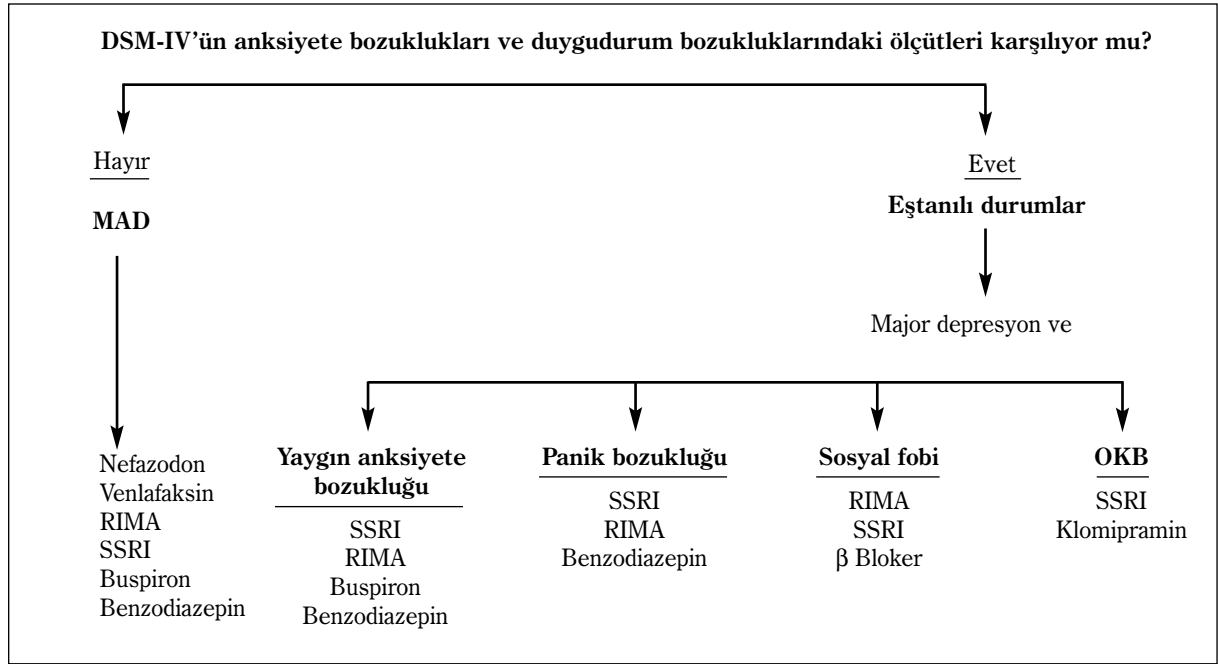 DSM-IV'ün anksiyete bozuklukları ve duygudurum bozukluklarındaki ölçütleri karşılıyor mu?
Hayır
MAD
Nefazodon
Venlafaksin
RIMA
SSRI
Buspiron
Benzodiazepin
Evet
Eştanılı durumlar
Major depresyon ve
Yaygın anksiyete
bozukluğu
SSRI
RIMA
Buspiron
Benzodiazepin
Panik bozukluğu
SSRI
RIMA
Benzodiazepin
Sosyal fobi
RIMA
SSRI
β Bloker
OKB
SSRI
Klomipramin